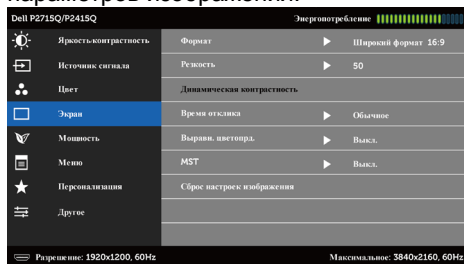 параметров изображения.
Dell P2715Q/P2415Q Энергопотребление
Яркость/контрастность Формат Широкий формат 16:9
Источник сигнала Резкость 50
Цвет Динамическая контрастность
Экран Время отклика Обычное
Мощность Выравн. цветопрд. Выкл.
Меню MST Выкл.
Персонализация Сброс настроек изображения
Другое
Разрешение: 1920x1200, 60Hz Максимальное: 3840x2160, 60Hz